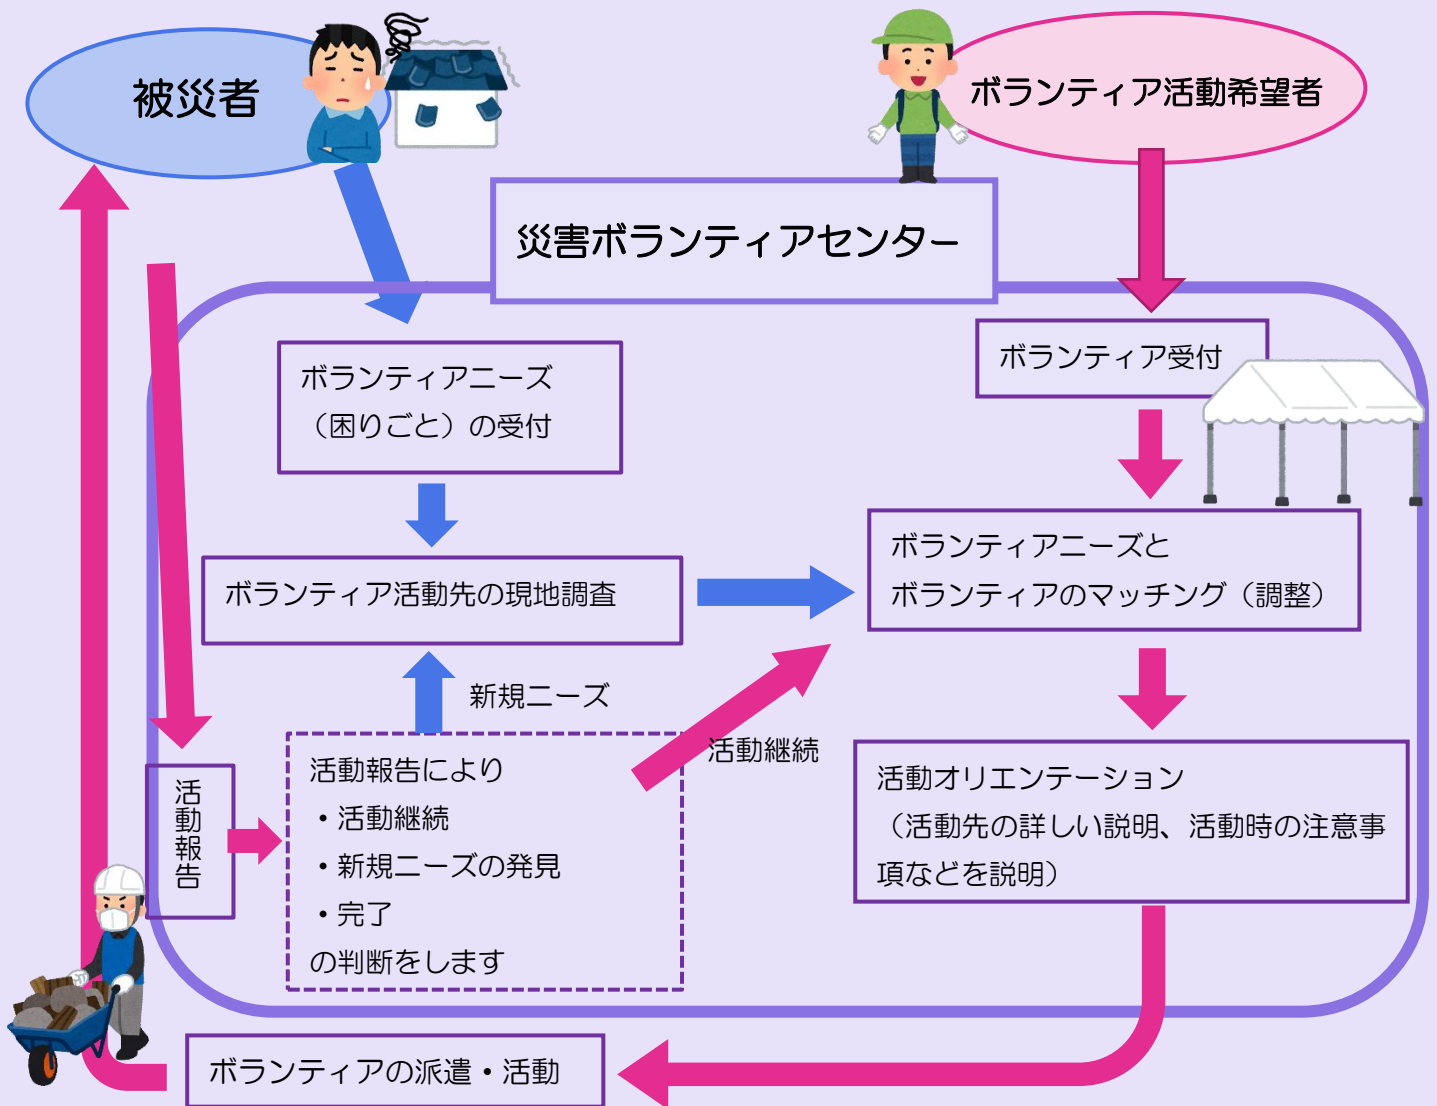 被災者
ボランティア活動希望者
災害ボランティアセンター
ボランティアニーズ
（困りごと）の受付
ボランティア受付
ボランティア活動先の現地調査
ボランティアニーズと
ボランティアのマッチング（調整）
新規ニーズ
活動継続
活動報告
活動報告により
・活動継続
・新規ニーズの発見
・完了
の判断をします
活動オリエンテーション
（活動先の詳しい説明、活動時の注意事
項などを説明）
ボランティアの派遣・活動